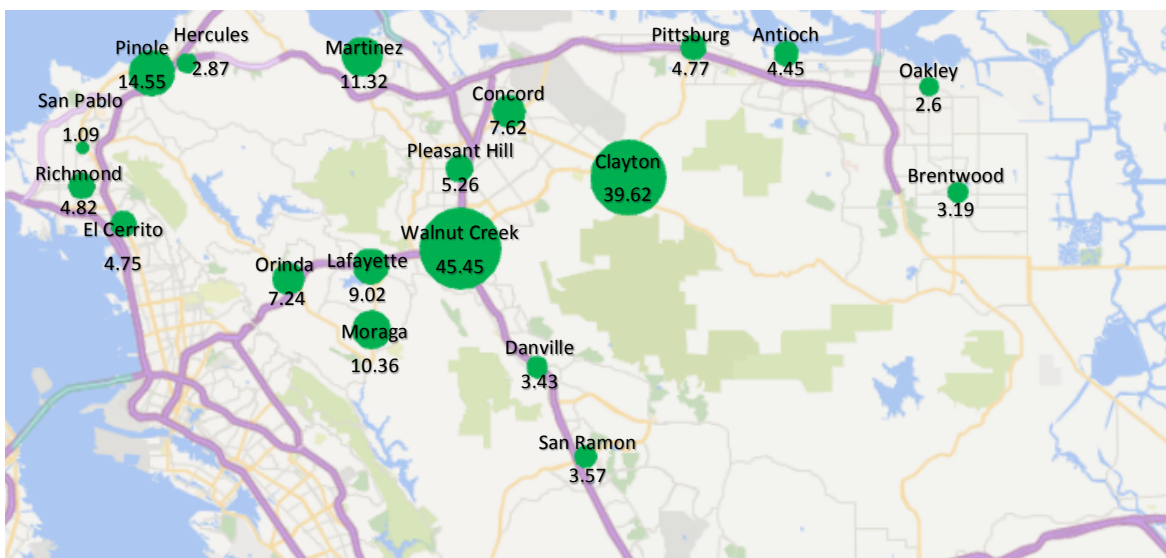 Hercules
Pinole
2.87
14.55
Martinez
11.32
Pittsburg
4.77
Antioch
4.45
Oakley
2.6
San Pablo
1.09
Concord
7.62
Pleasant Hill
5.26
Clayton
39.62
Richmond
4.82
Brentwood
3.19
El Cerrito
4.75
Walnut Creek
45.45
Orinda
7.24
Lafayette
9.02
Moraga
10.36
Danville
3.43
San Ramon
3.57